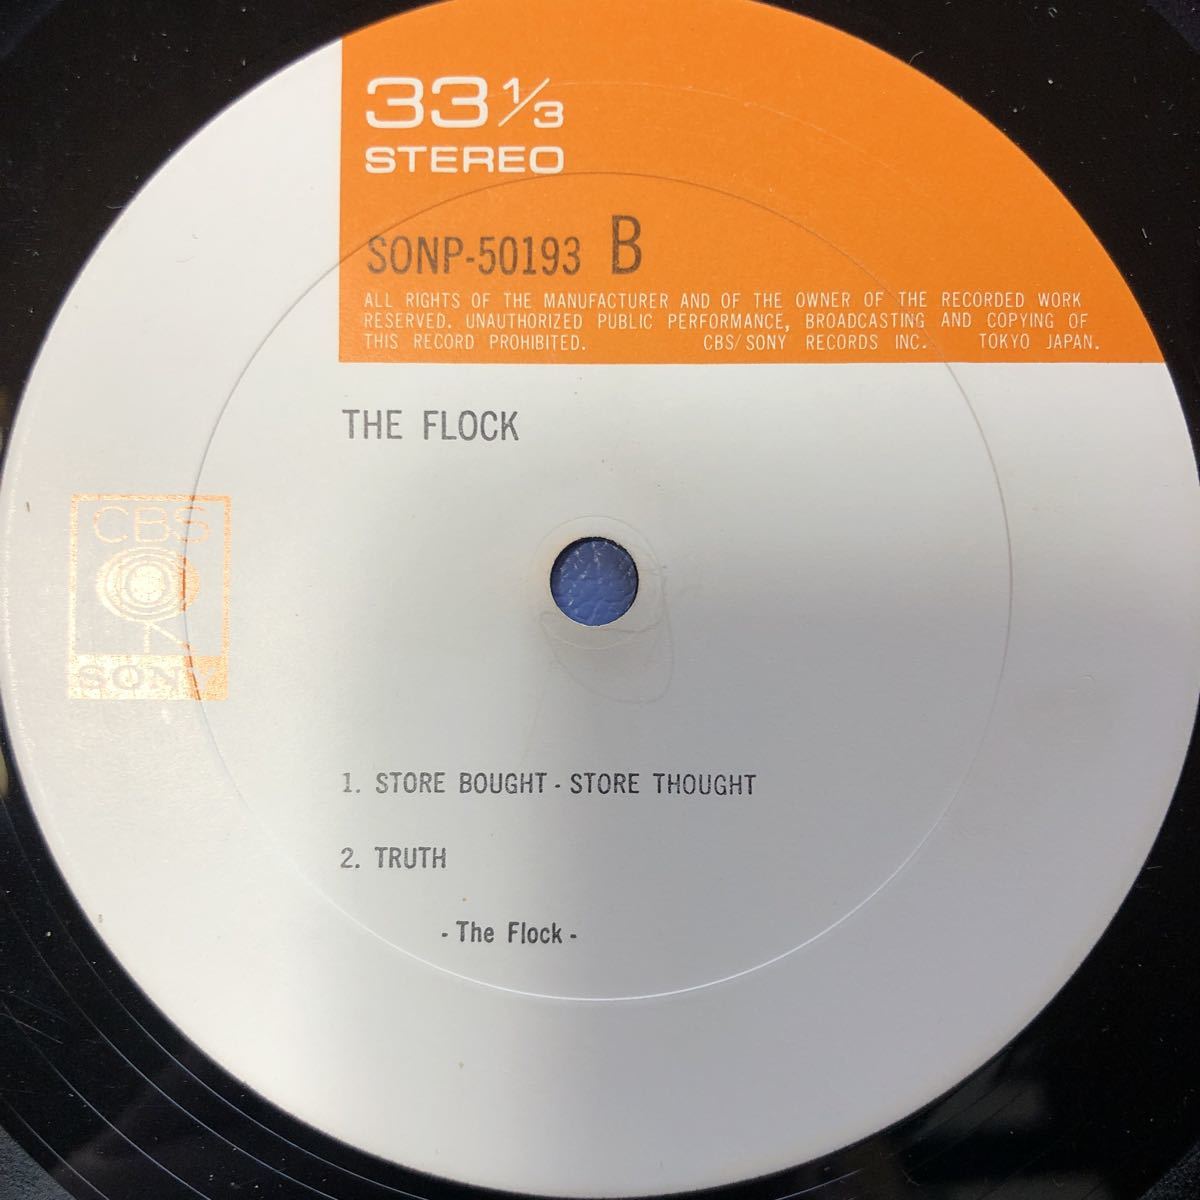 33 1/3
STEREO
SONP-50193 B
ALL RIGHTS OF THE MANUFACTURER AND OF THE OWNER OF THE RECORDED WORK
RESERVED. UNAUTHORIZED PUBLIC PERFORMANCE, BROADCASTING AND COPYING OF
THIS RECORD PROHIBITED. CBS/SONY RECORDS INC. TOKYO JAPAN.
THE FLOCK
CBS
SONY
1. STORE BOUGHT - STORE THOUGHT
2. TRUTH
- The Flock -